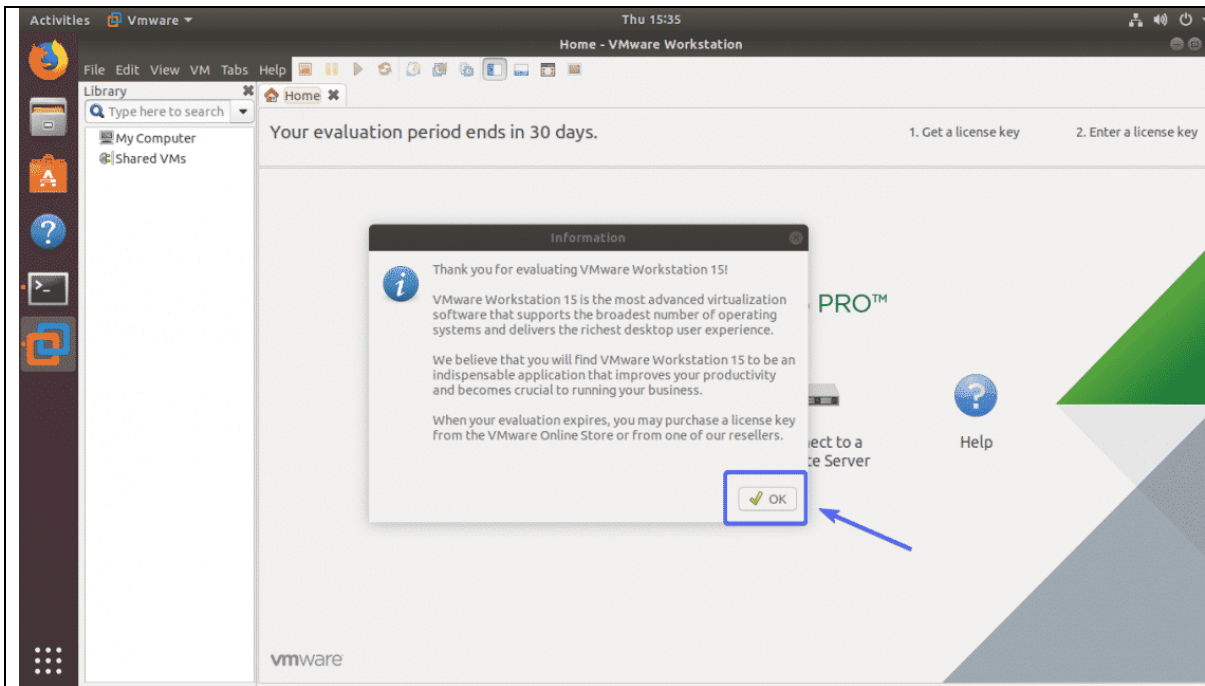 Activities Vmware Thu 15:35
Home - VMware Workstation
File Edit View VM Tabs Help
Library
Home
Type here to search
My Computer
Shared VMs
Your evaluation period ends in 30 days.
1. Get a license key
2. Enter a license key
Information
Thank you for evaluating VMware Workstation 15!
VMware Workstation 15 is the most advanced virtualization
software that supports the broadest number of operating
systems and delivers the richest desktop user experience.
We believe that you will find VMware Workstation 15 to be an
indispensable application that improves your productivity
and becomes crucial to running your business.
When your evaluation expires, you may purchase a license key
from the VMware Online Store or from one of our resellers.
OK
PRO™
ect to a
te Server
Help
vmware